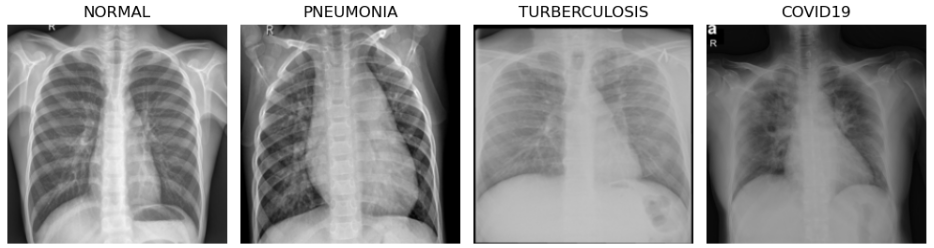 NORMAL
PNEUMONIA
TURBERCULOSIS
COVID19
R
R
a
R